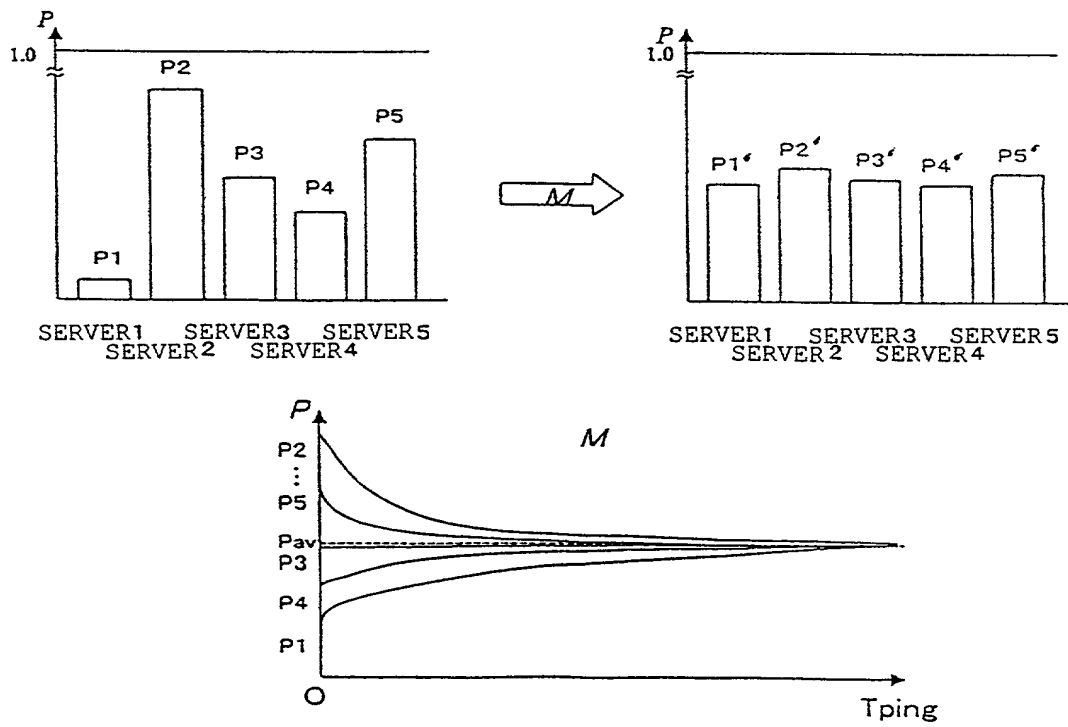 P
1.0
P1
P2
P3
P4
P5
SERVER1
SERVER2
SERVER3
SERVER4
SERVER5
M
P
1.0
P1'
P2'
P3'
P4'
P5'
SERVER1
SERVER2
SERVER3
SERVER4
SERVER5
P
M
P2
⋮
P5
Pav
P3
P4
P1
O
Tping